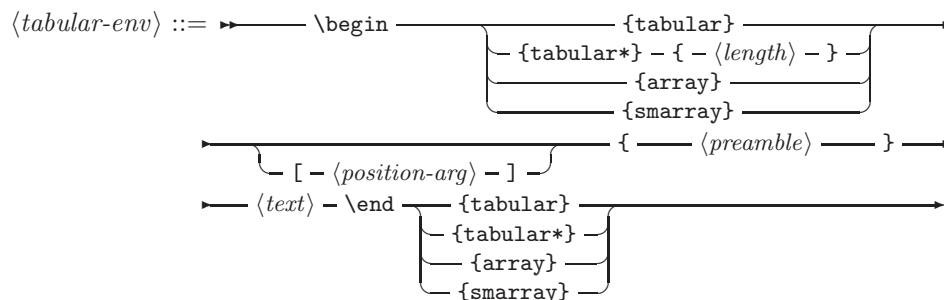 ⟨tabular-env⟩ ::= \begin {tabular}
{tabular*} { ⟨length⟩ }
{array}
{smarray}
{ ⟨preamble⟩ }
[ ⟨position-arg⟩ ]
⟨text⟩ \end {tabular}
{tabular*}
{array}
{smarray}